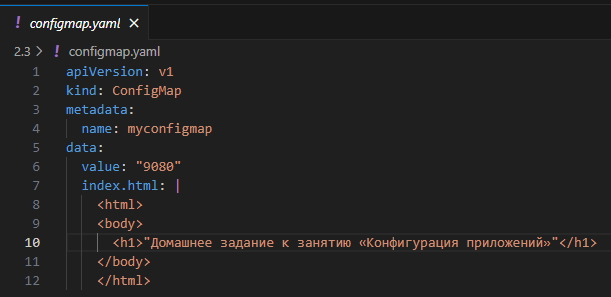 ! configmap.yaml ×
2.3 > ! configmap.yaml
1 apiVersion: v1
2 kind: ConfigMap
3 metadata:
4   name: myconfigmap
5 data:
6   value: "9080"
7   index.html: |
8     <html>
9     <body>
10       <h1>"Домашнее задание к занятию «Конфигурация приложений»"</h1>
11     </body>
12     </html>